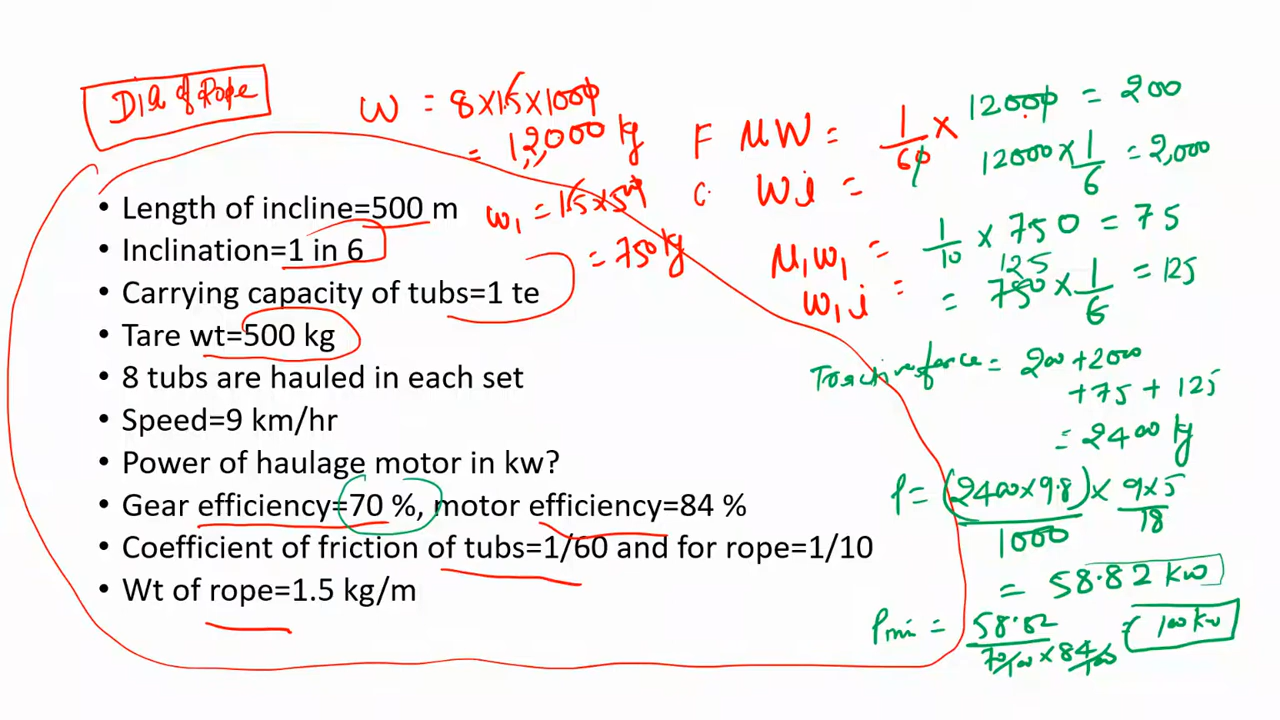 Dia of Rope
W = 8×1.5×1000
= 12,000 kg
w₁ = 1.5×500
= 750 kg
• Length of incline=500 m
• Inclination=1 in 6
• Carrying capacity of tubs=1 te
• Tare wt=500 kg
• 8 tubs are hauled in each set
• Speed=9 km/hr
• Power of haulage motor in kw?
• Gear efficiency=70 %, motor efficiency=84 %
• Coefficient of friction of tubs=1/60 and for rope=1/10
• Wt of rope=1.5 kg/m
F μW = 1/60 × 12000 = 200
G Wi = 12000×1/6 = 2,000
μ₁w₁ = 1/10 × 750 = 75
125
w₁i = = 750×1/6 = 125
force = 200+2000
+75 + 125
= 2400 kg
P = (2400×9.8)/1000 × 9×5/18
= 58.82 kw
= 58.82/70/100×84/100 = 100 kw